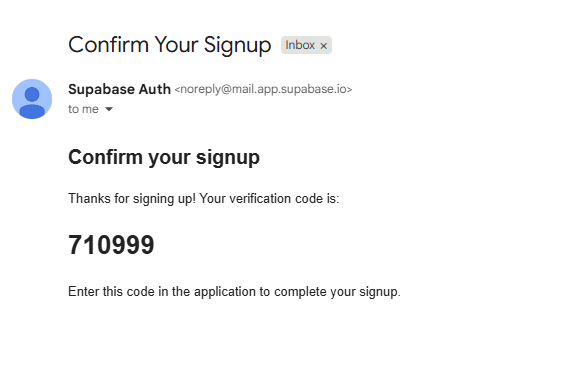 Confirm Your Signup Inbox ×
Supabase Auth <noreply@mail.app.supabase.io>
to me
Confirm your signup
Thanks for signing up! Your verification code is:
710999
Enter this code in the application to complete your signup.